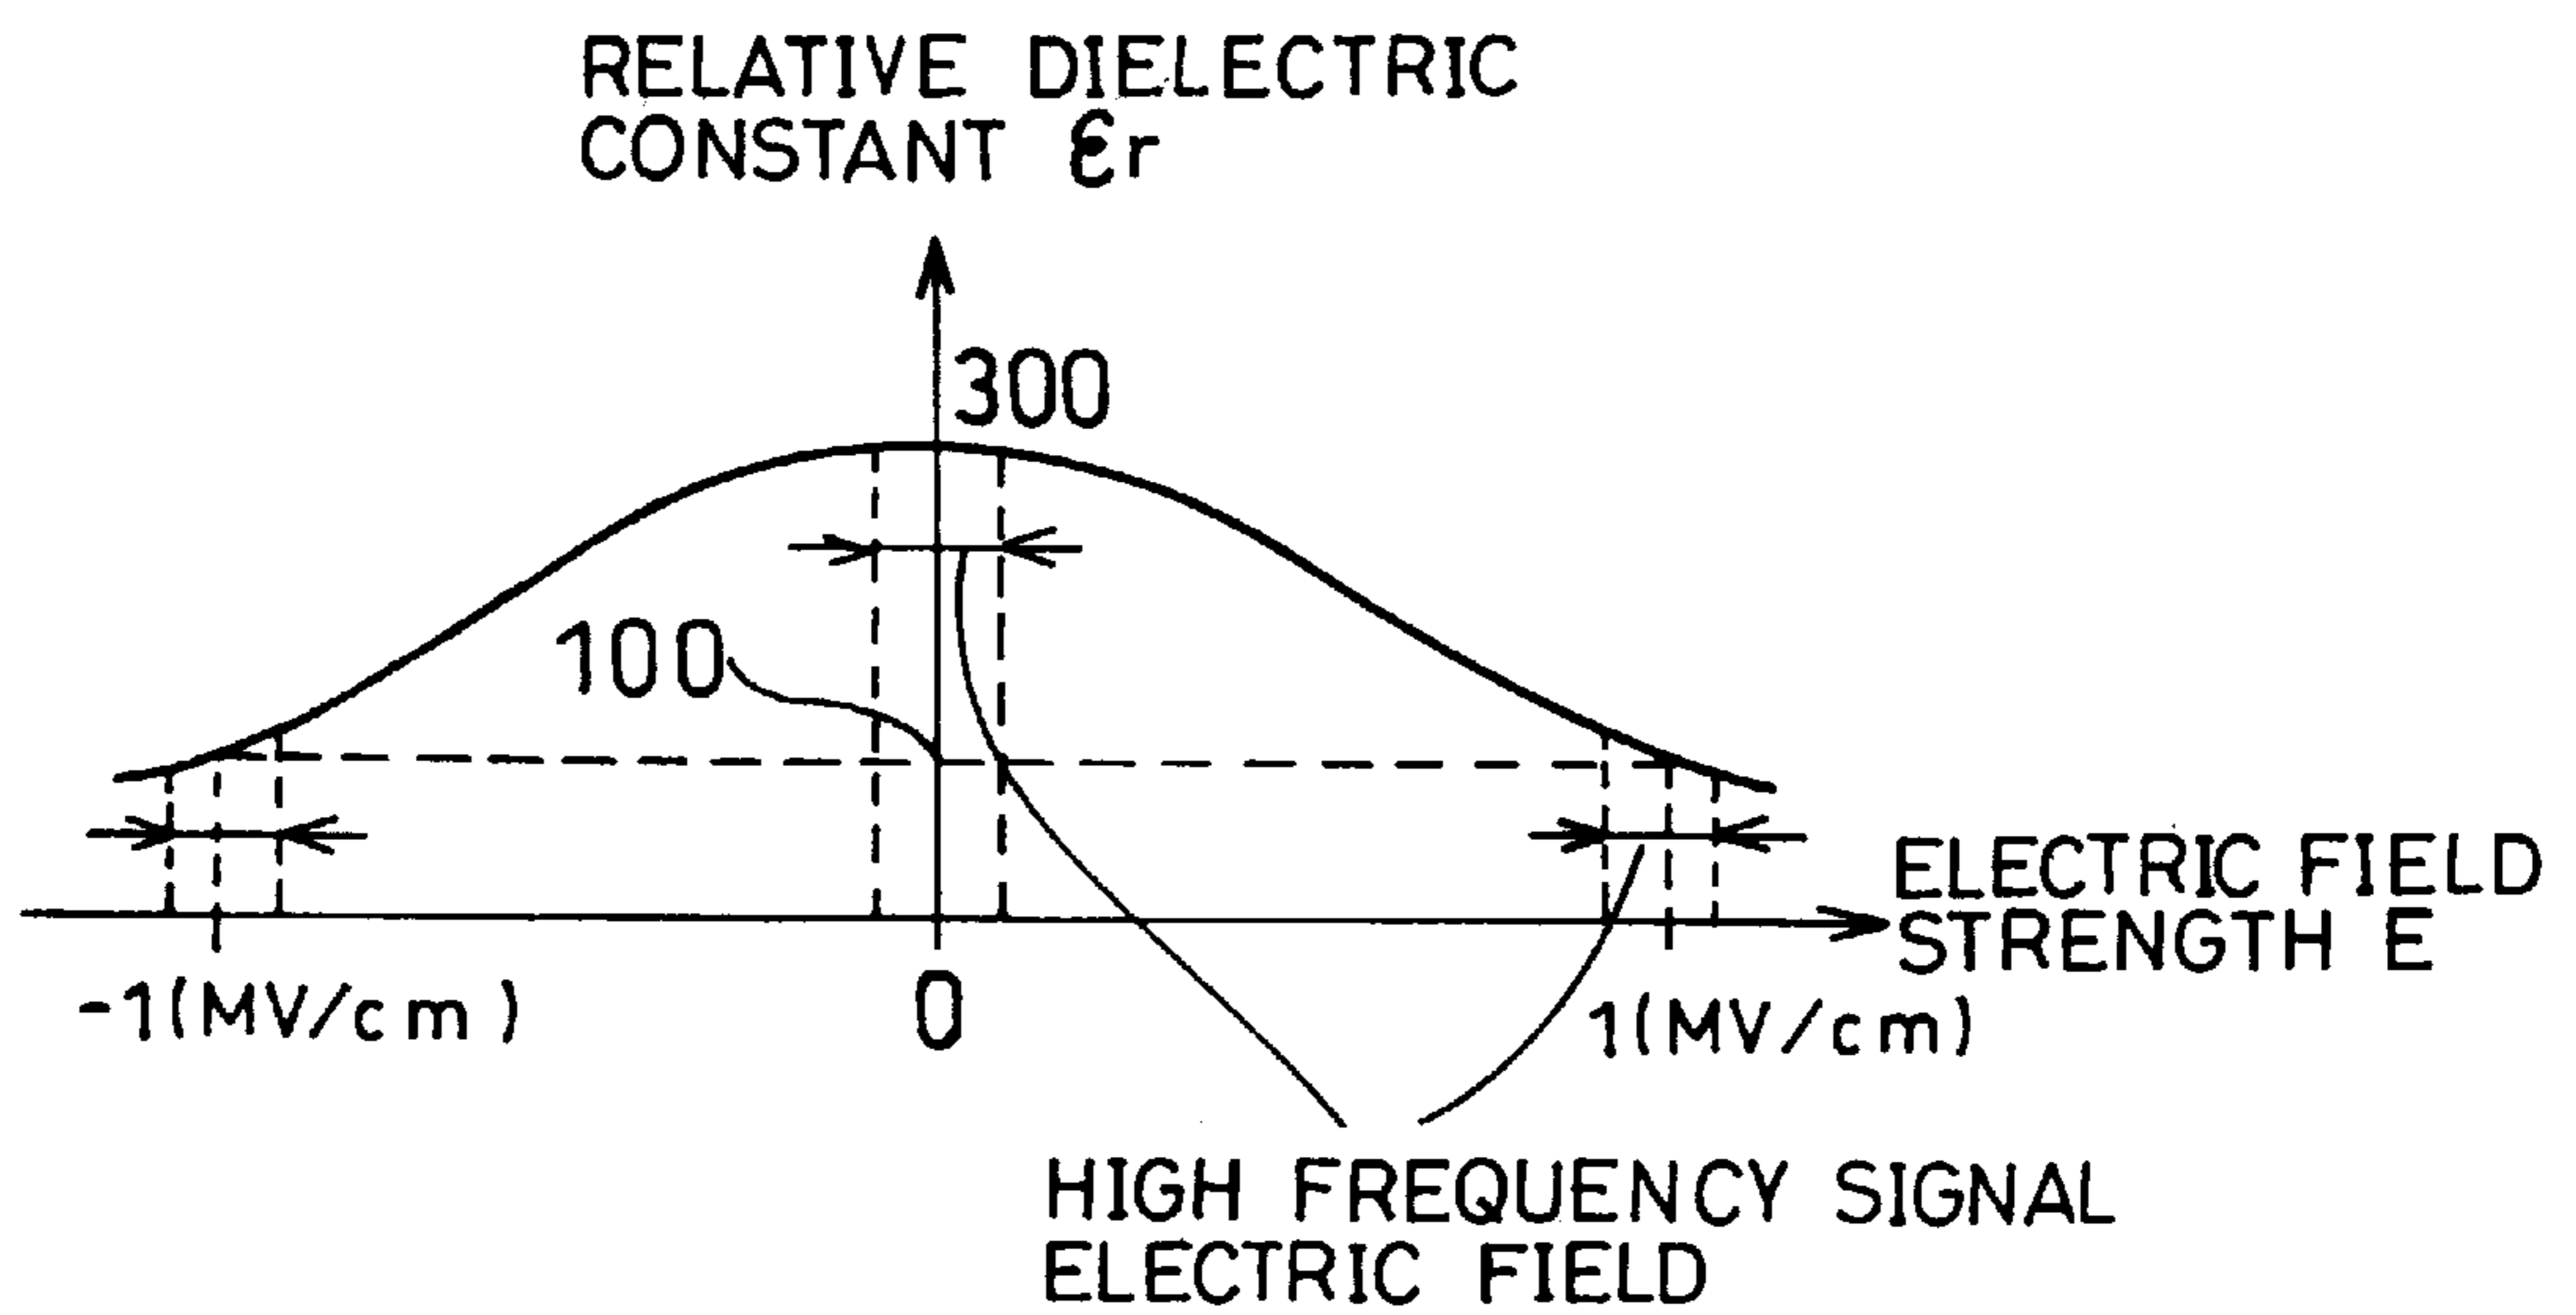 RELATIVE DIELECTRIC
CONSTANT εr
300
100
ELECTRIC FIELD
STRENGTH E
-1(MV/cm)
0
1(MV/cm)
HIGH FREQUENCY SIGNAL
ELECTRIC FIELD